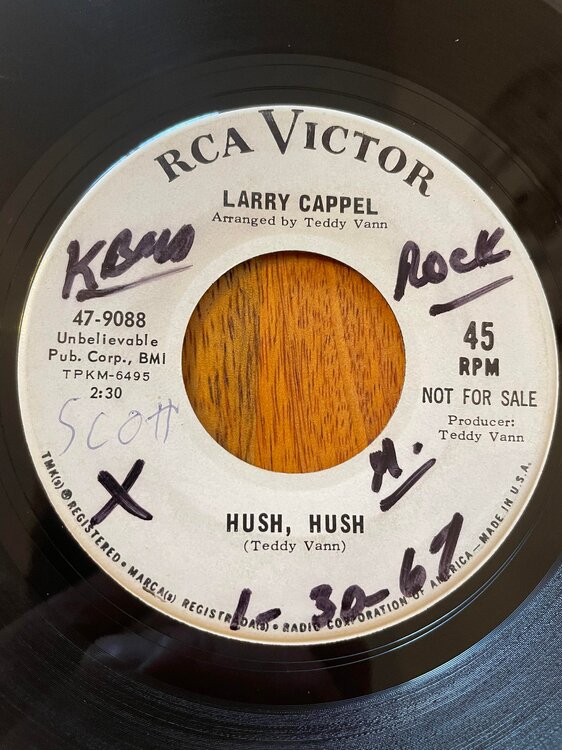 RCA VICTOR
LARRY CAPPEL
Arranged by Teddy Vann
ROCK
47-9088
Unbelievable
Pub. Corp., BMI
TPKM-6495
2:30
45
RPM
NOT FOR SALE
Producer:
Teddy Vann
SCOTT
X
HUSH, HUSH
(Teddy Vann)
1-30-67
TMK(s) ® REGISTERED • MARCA(s) REGISTRADA(s) • RADIO CORPORATION OF AMERICA—MADE IN U.S.A.